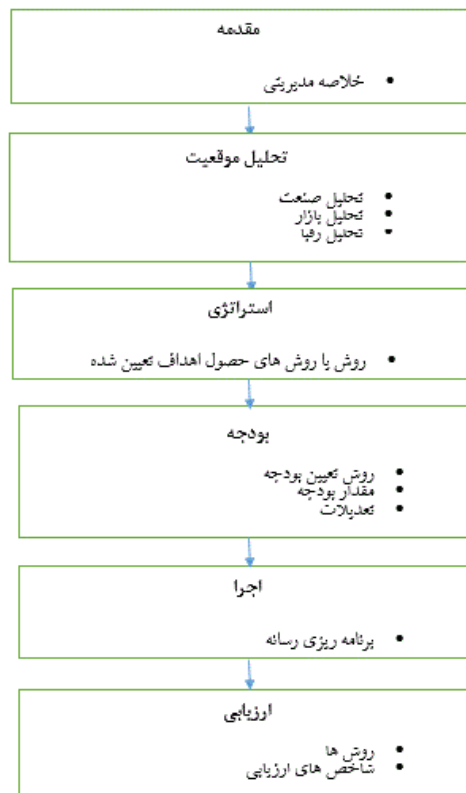 مقدمه
• خلاصه مدیریتی
تحلیل موقعیت
• تحلیل صنعت
• تحلیل بازار
• تحلیل رقبا
استراتژی
• روش یا روش های حصول اهداف تعیین شده
بودجه
• روش تعیین بودجه
• مقدار بودجه
• تعدیلات
اجرا
• برنامه ریزی رسانه
ارزیابی
• روش ها
• شاخص های ارزیابی